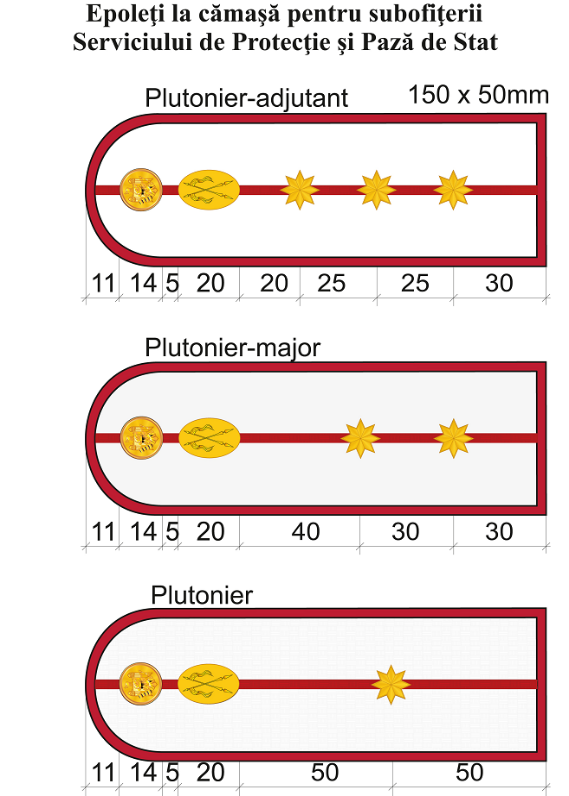 Epoleţi la cămaşă pentru subofiţerii
Serviciului de Protecţie şi Pază de Stat
Plutonier-adjutant 150 x 50mm
11 14 5 20 20 25 25 30
Plutonier-major
11 14 5 20 40 30 30
Plutonier
11 14 5 20 50 50